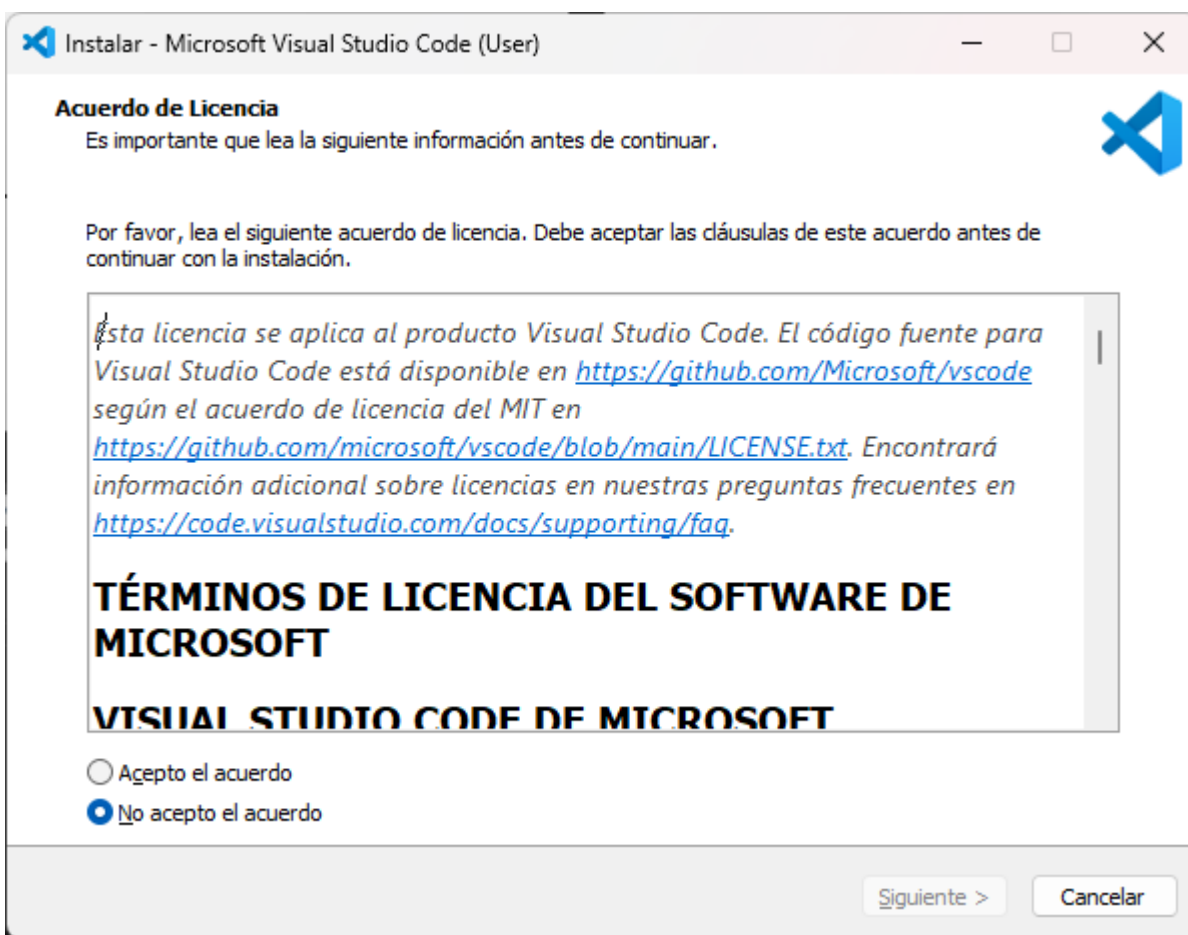 Instalar - Microsoft Visual Studio Code (User)
Acuerdo de Licencia
Es importante que lea la siguiente información antes de continuar.
Por favor, lea el siguiente acuerdo de licencia. Debe aceptar las cláusulas de este acuerdo antes de
continuar con la instalación.
Esta licencia se aplica al producto Visual Studio Code. El código fuente para
Visual Studio Code está disponible en https://github.com/Microsoft/vscode
según el acuerdo de licencia del MIT en
https://github.com/microsoft/vscode/blob/main/LICENSE.txt. Encontrará
información adicional sobre licencias en nuestras preguntas frecuentes en
https://code.visualstudio.com/docs/supporting/faq.
TÉRMINOS DE LICENCIA DEL SOFTWARE DE
MICROSOFT
VISUAL STUDIO CODE DE MICROSOFT
Acepto el acuerdo
No acepto el acuerdo
Siguiente >
Cancelar